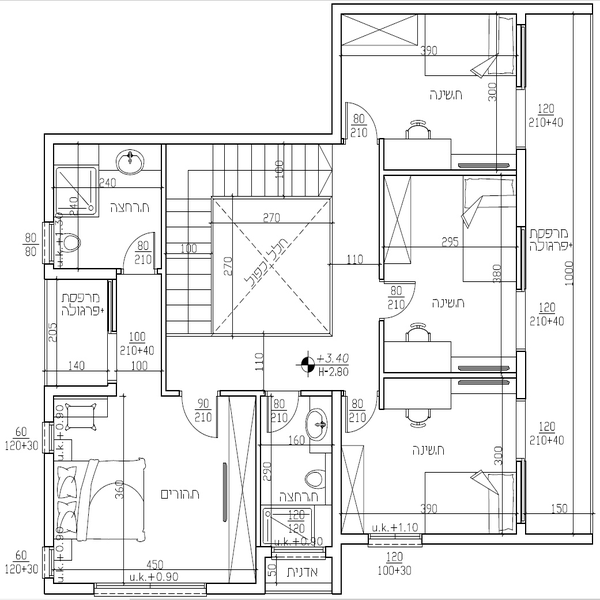 390
ח.שינה
300
120
210+40
80
210
100
240
240
ח.רחצה
80
80
u.k.+1.30
80
210
270
100
חלל כפול
270
110
295
380
ח.שינה
80
210
מרפסת
+פרגולה
1000
120
210+40
מרפסת
+פרגולה
205
140
100
210+40
100
110
+3.40
H=2.80
90
210
80
210
80
210
160
290
ח.רחצה
120
120
u.k.+0.90
50
אדנית
u.k.+0.90
60
120+30
360
ח.הורים
u.k.+0.90
60
120+30
450
u.k.+0.90
ח.שינה
300
390
u.k.+1.10
120
100+30
120
210+40
150